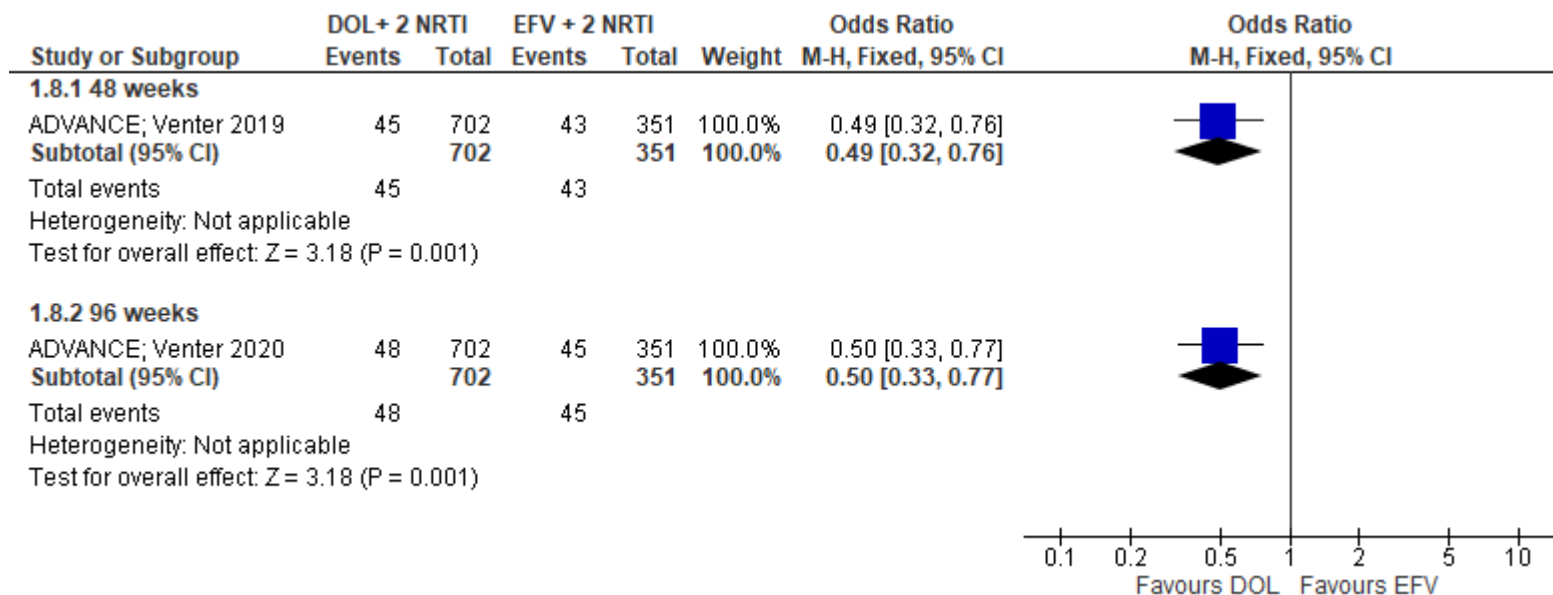 DOL+ 2 NRTI EFV + 2 NRTI Odds Ratio Odds Ratio
Study or Subgroup Events Total Events Total Weight M-H, Fixed, 95% CI M-H, Fixed, 95% CI
1.8.1 48 weeks
ADVANCE; Venter 2019 45 702 43 351 100.0% 0.49 [0.32, 0.76]
Subtotal (95% CI) 702 351 100.0% 0.49 [0.32, 0.76]
Total events 45 43
Heterogeneity: Not applicable
Test for overall effect: Z = 3.18 (P = 0.001)
1.8.2 96 weeks
ADVANCE; Venter 2020 48 702 45 351 100.0% 0.50 [0.33, 0.77]
Subtotal (95% CI) 702 351 100.0% 0.50 [0.33, 0.77]
Total events 48 45
Heterogeneity: Not applicable
Test for overall effect: Z = 3.18 (P = 0.001)
0.1 0.2 0.5 1 2 5 10
Favours DOL Favours EFV